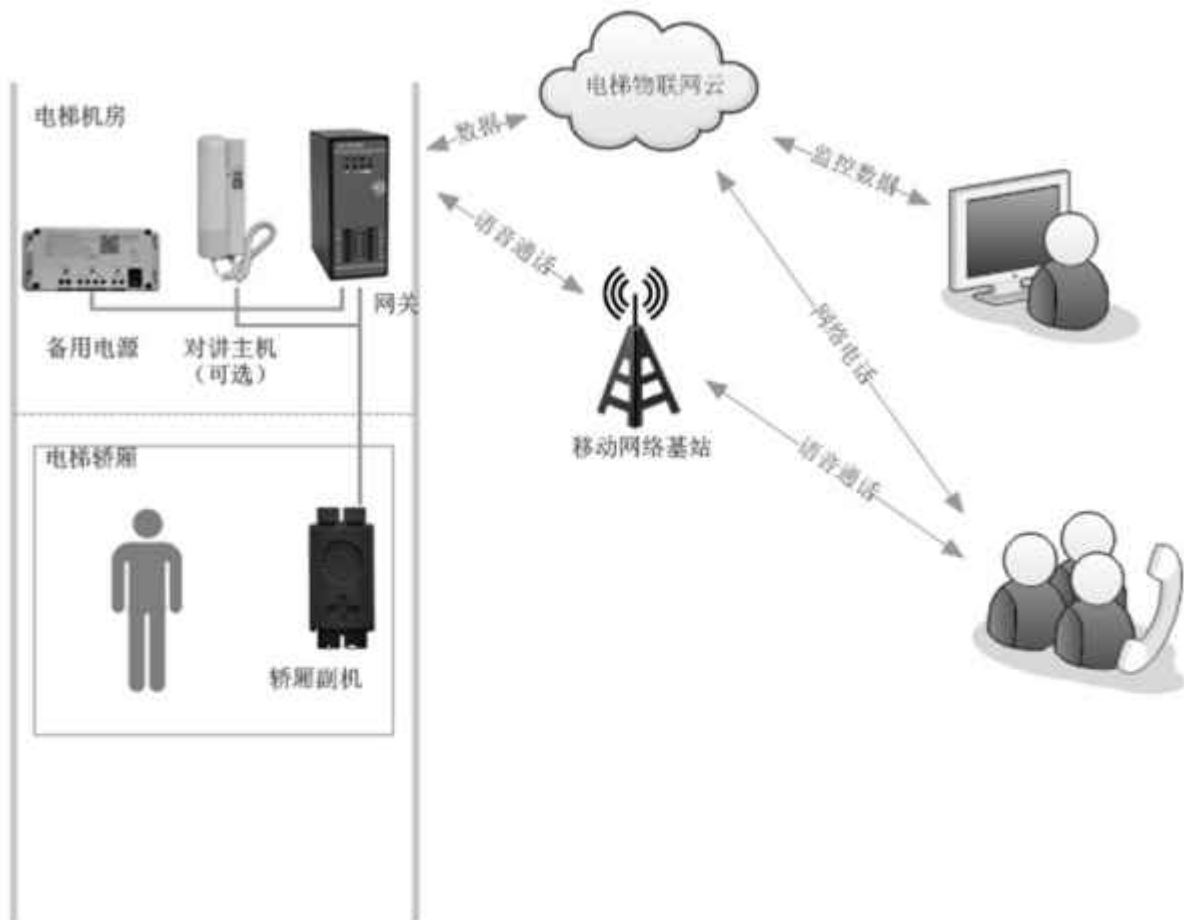 电梯物联网云
电梯机房
数据
监控数据
语音通话
网关
备用电源
对讲主机
（可选）
网络电话
移动网络基站
语音通话
电梯轿厢
轿厢副机